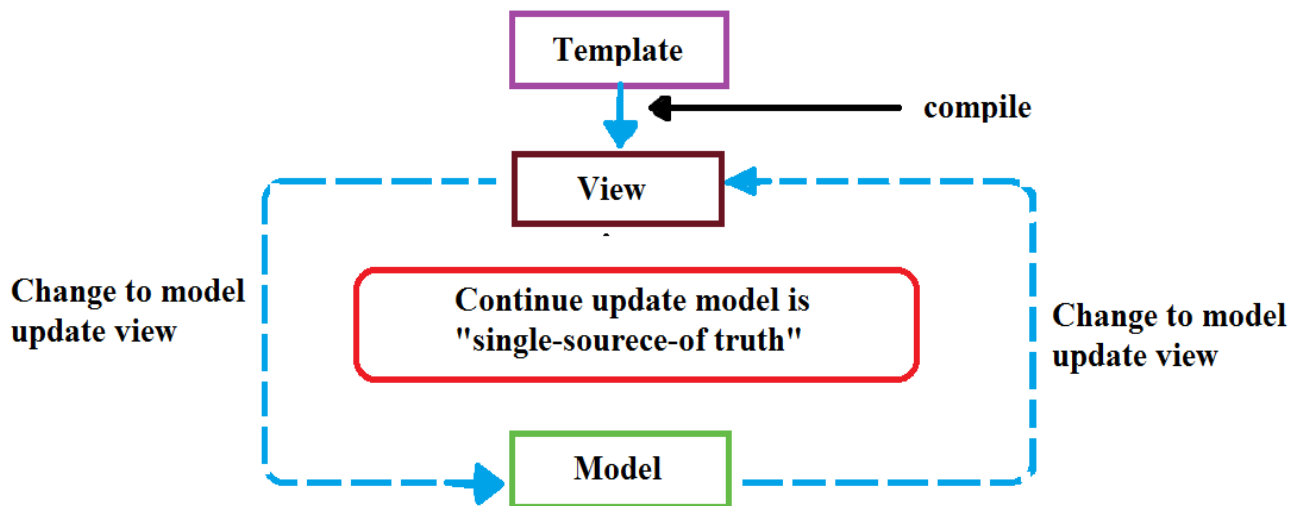 Template
compile
View
Change to model
update view
Continue update model is
"single-sourece-of truth"
Change to model
update view
Model